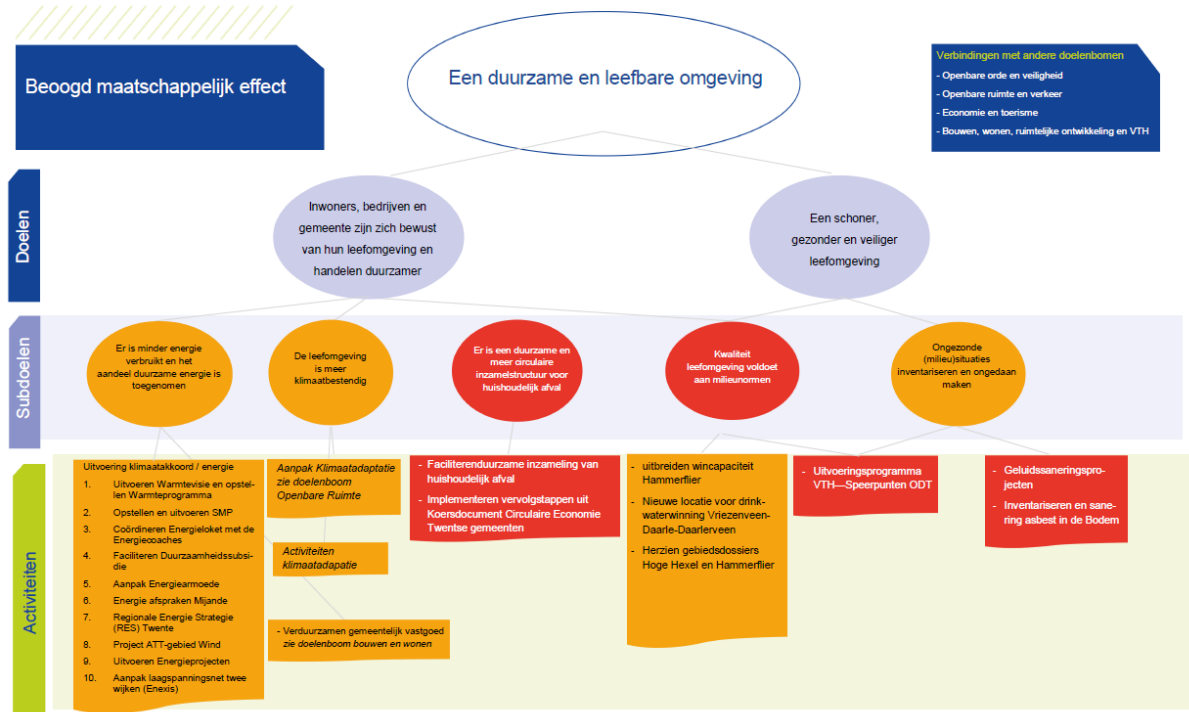 Beoogd maatschappelijk effect
Een duurzame en leefbare omgeving
Verbindingen met andere doelenbomen
- Openbare orde en veiligheid
- Openbare ruimte en verkeer
- Economie en toerisme
- Bouwen, wonen, ruimtelijke ontwikkeling en VTH
Doelen
Inwoners, bedrijven en
gemeente zijn zich bewust
van hun leefomgeving en
handelen duurzamer
Een schoner,
gezonder en veiliger
leefomgeving
Subdoelen
Er is minder energie
verbruikt en het
aandeel duurzame energie is
toegenomen
De leefomgeving
is meer
klimaatbestendig
Er is een duurzame en
meer circulaire
inzamelstructuur voor
huishoudelijk afval
Kwaliteit
leefomgeving voldoet
aan milieunormen
Ongezonde
(milieu)situaties
inventariseren en ongedaan
maken
Activiteiten
Uitvoering klimaatakkoord / energie
1. Uitvoeren Warmtevisie en opstel-
len Warmteprogramma
2. Opstellen en uitvoeren SMP
3. Coördineren Energieloket met de
Energiecoaches
4. Faciliteren Duurzaamheidssubsi-
die
5. Aanpak Energiearmoede
6. Energie afspraken Mijande
7. Regionale Energie Strategie
(RES) Twente
8. Project ATT-gebied Wind
9. Uitvoeren Energieprojecten
10. Aanpak laagspanningsnet twee
wijken (Enexis)
Aanpak Klimaatadaptatie
zie doelenboom
Openbare Ruimte
Activiteiten
klimaatadapatie
- Verduurzamen gemeentelijk vastgoed
zie doelenboom bouwen en wonen
- Faciliterenduurzame inzameling van
huishoudelijk afval
- Implementeren vervolgstappen uit
Koersdocument Circulaire Economie
Twentse gemeenten
- uitbreiden wincapaciteit
Hammerflier
- Nieuwe locatie voor drink-
waterwinning Vriezenveen-
Daarle-Daarlerveen
- Herzien gebiedsdossiers
Hoge Hexel en Hammerflier
- Uitvoeringsprogramma
VTH—Speerpunten ODT
- Geluidssaneringspro-
jecten
- Inventariseren en sane-
ring asbest in de Bodem